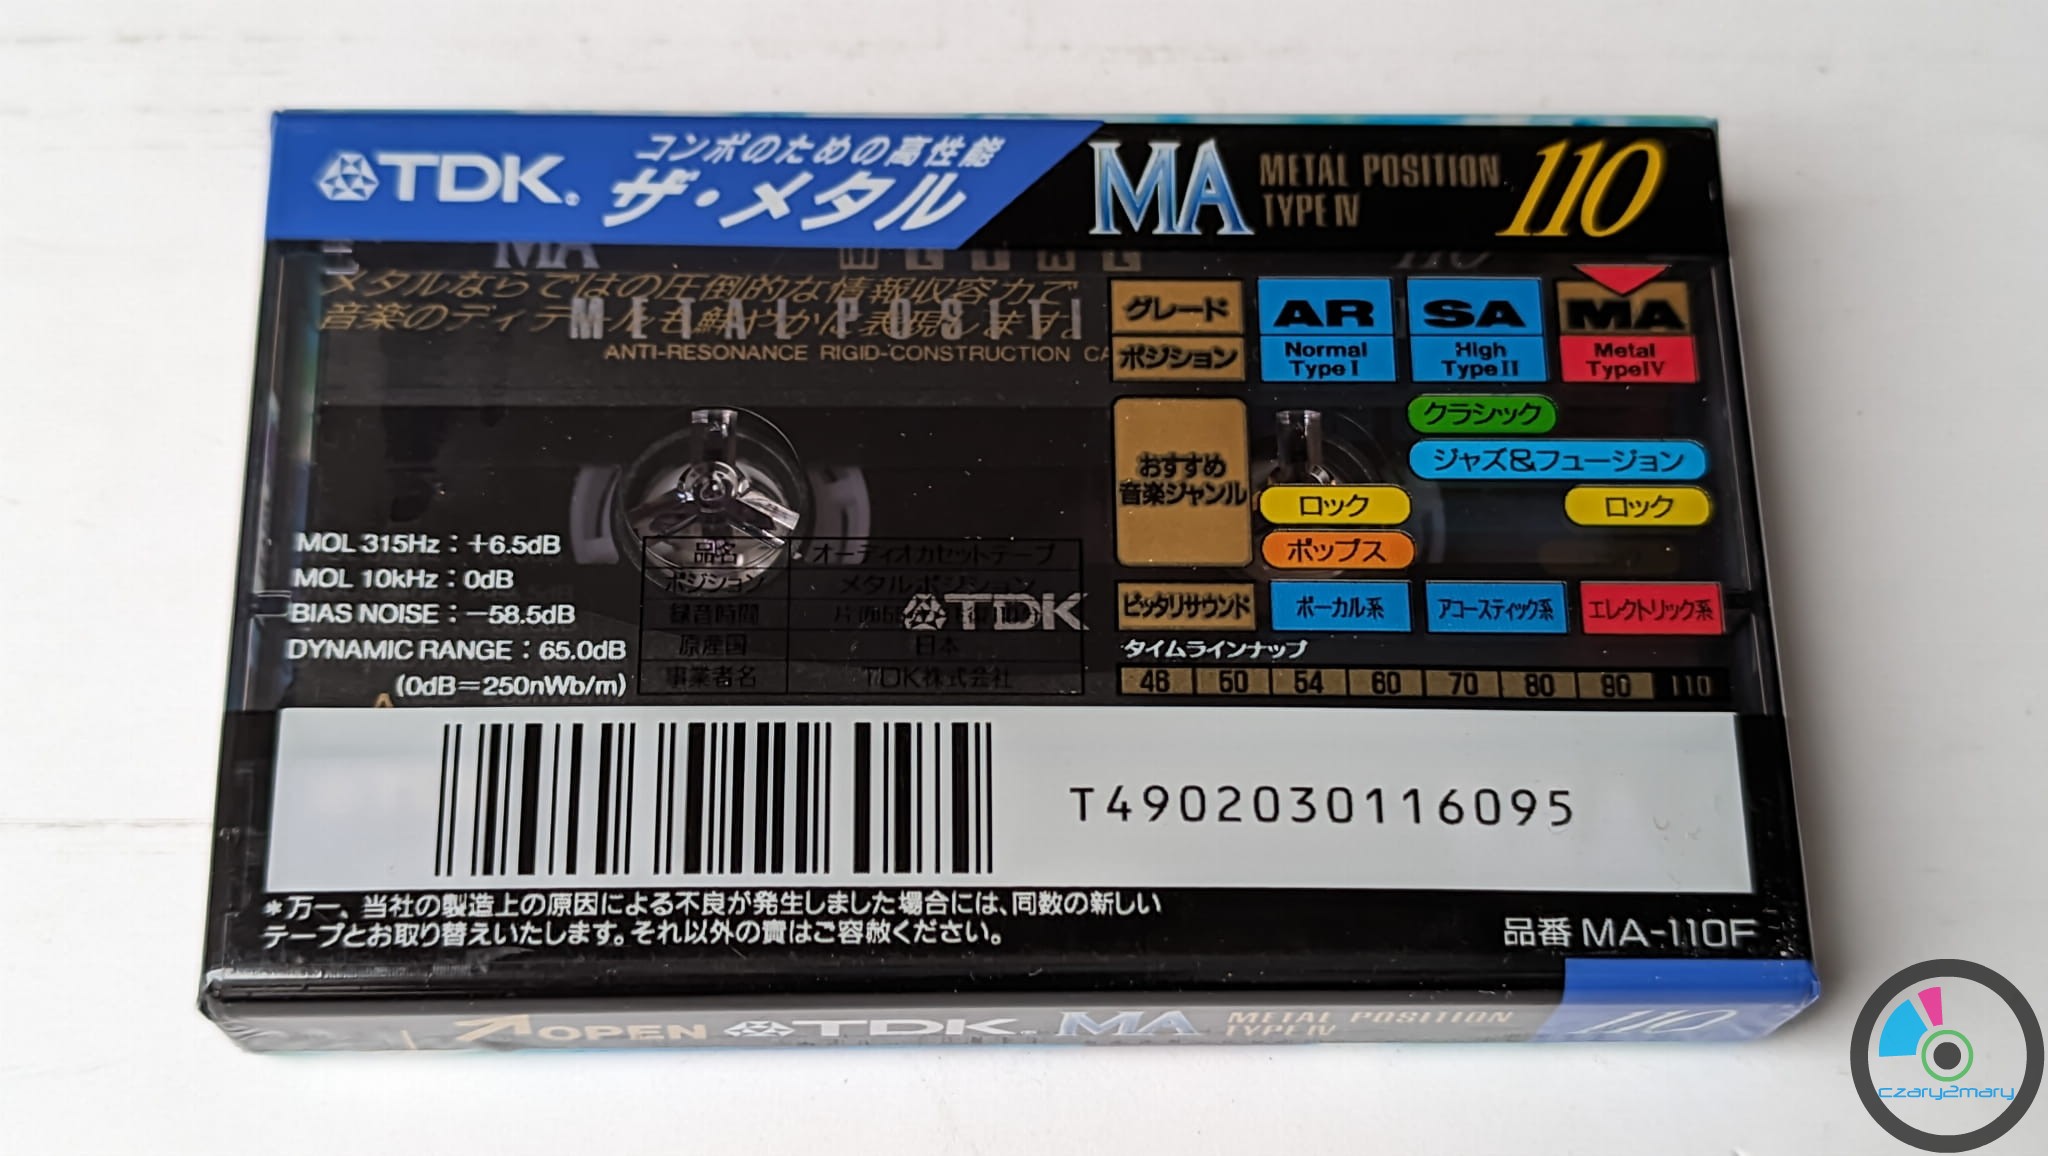 TDK
コンボのための高性能
ザ・メタル
MA
METAL POSITION
TYPE IV
110
メタルならではの圧倒的な情報収容力で
音楽のディテールも鮮やかに表現します。
METAL POSITI
ANTI-RESONANCE RIGID-CONSTRUCTION CA
グレード AR SA MA
ポジション Normal Type I High Type II Metal Type IV
おすすめ
音楽ジャンル
クラシック
ジャズ&フュージョン
ロック ロック
ポップス
ピッタリサウンド ボーカル系 アコースティック系 エレクトリック系
タイムラインナップ
46 50 54 60 70 80 90 110
MOL 315Hz：+6.5dB
MOL 10kHz：0dB
BIAS NOISE：−58.5dB
DYNAMIC RANGE：65.0dB
(0dB=250nWb/m)
品名 オーディオカセットテープ
ポジション メタルポジション
録音時間
原産国 日本
事業者名 TDK株式会社
TDK
T4902030116095
*万一、当社の製造上の原因による不良が発生しました場合には、同数の新しい
テープとお取り替えいたします。それ以外の責はご容赦ください。
品番 MA-110F
OPEN TDK MA METAL POSITION TYPE IV 110
czary2mary